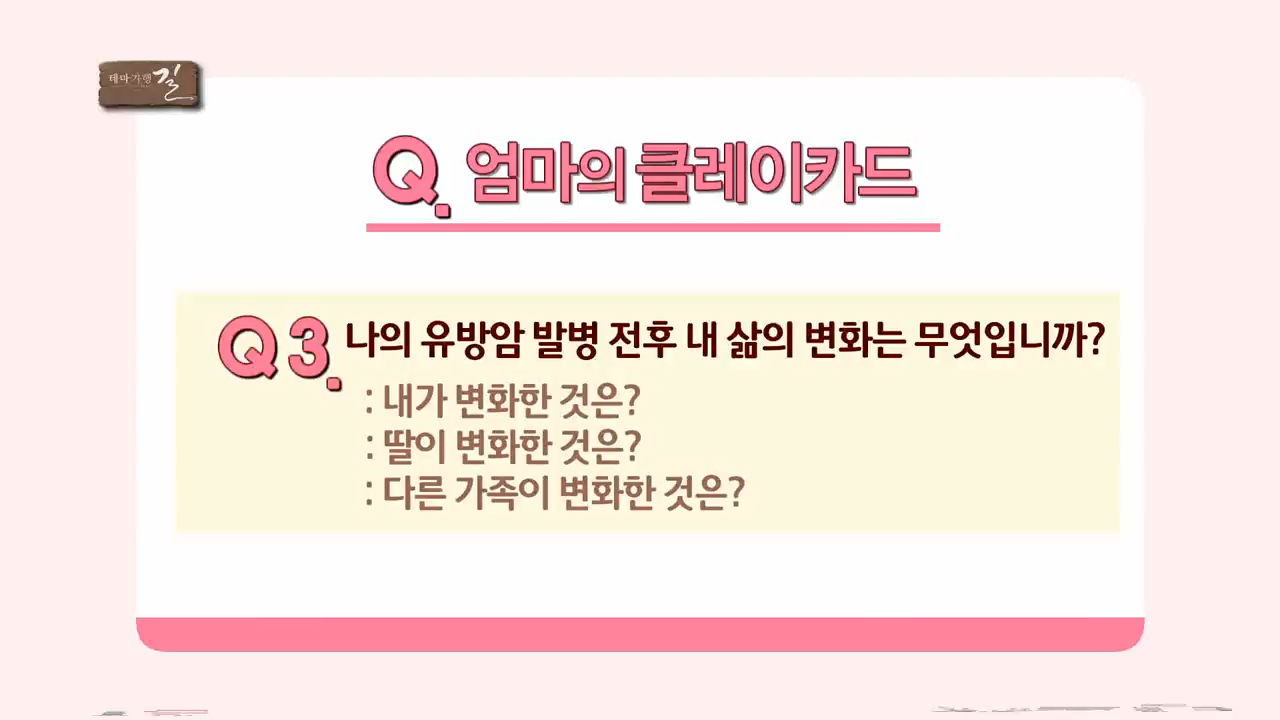 테마기행 길
Q. 엄마의 클레이카드
Q3. 나의 유방암 발병 전후 내 삶의 변화는 무엇입니까?
: 내가 변화한 것은?
: 딸이 변화한 것은?
: 다른 가족이 변화한 것은?